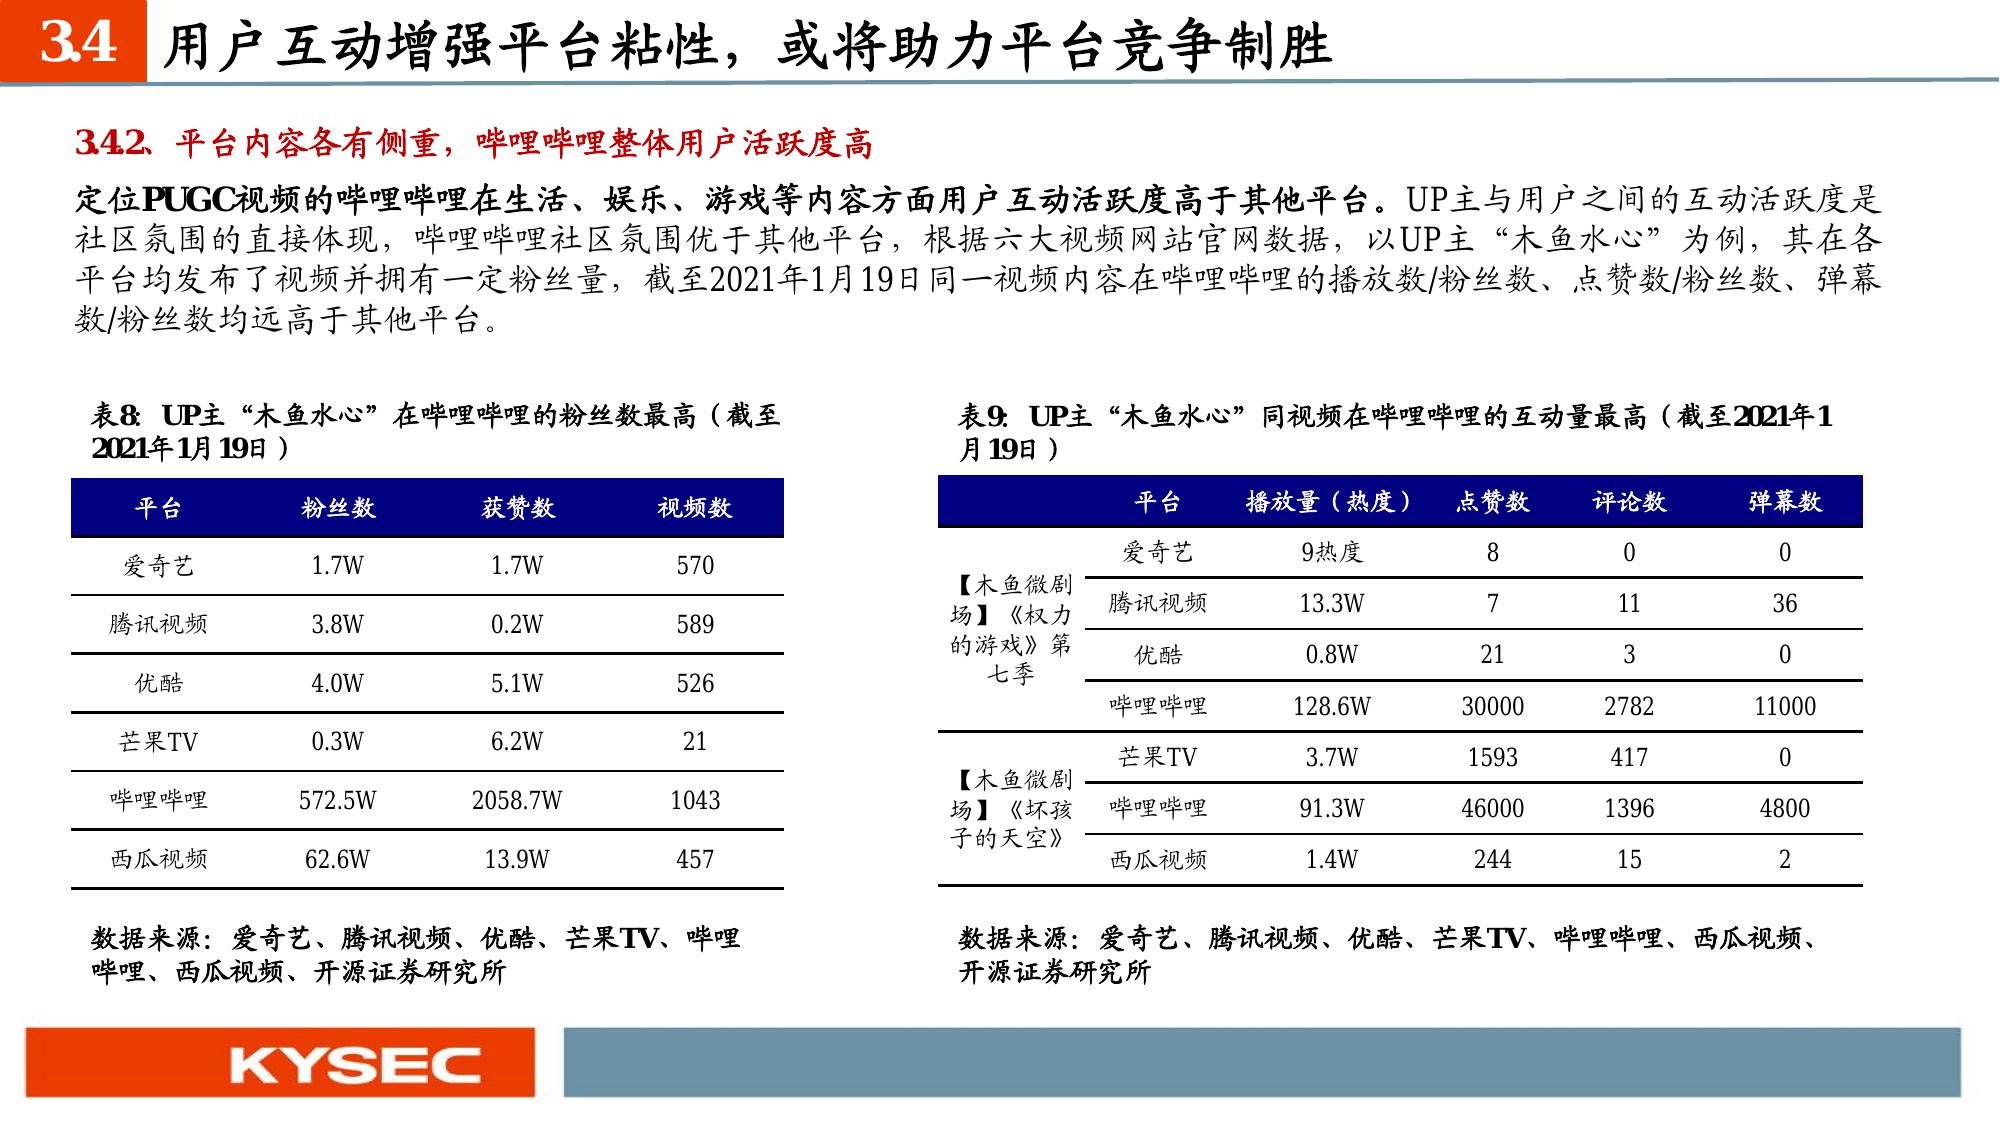 3.4 用户互动增强平台粘性，或将助力平台竞争制胜
3.4.2、平台内容各有侧重，哔哩哔哩整体用户活跃度高
定位PUGC视频的哔哩哔哩在生活、娱乐、游戏等内容方面用户互动活跃度高于其他平台。UP主与用户之间的互动活跃度是
社区氛围的直接体现，哔哩哔哩社区氛围优于其他平台，根据六大视频网站官网数据，以UP主“木鱼水心”为例，其在各
平台均发布了视频并拥有一定粉丝量，截至2021年1月19日同一视频内容在哔哩哔哩的播放数/粉丝数、点赞数/粉丝数、弹幕
数/粉丝数均远高于其他平台。
表8：UP主“木鱼水心”在哔哩哔哩的粉丝数最高（截至
2021年1月19日）
平台 粉丝数 获赞数 视频数
爱奇艺 1.7W 1.7W 570
腾讯视频 3.8W 0.2W 589
优酷 4.0W 5.1W 526
芒果TV 0.3W 6.2W 21
哔哩哔哩 572.5W 2058.7W 1043
西瓜视频 62.6W 13.9W 457
数据来源：爱奇艺、腾讯视频、优酷、芒果TV、哔哩
哔哩、西瓜视频、开源证券研究所
表9：UP主“木鱼水心”同视频在哔哩哔哩的互动量最高（截至2021年1
月19日）
平台 播放量（热度） 点赞数 评论数 弹幕数
【木鱼微剧
场】《权力
的游戏》第
七季
爱奇艺 9热度 8 0 0
腾讯视频 13.3W 7 11 36
优酷 0.8W 21 3 0
哔哩哔哩 128.6W 30000 2782 11000
【木鱼微剧
场】《坏孩
子的天空》
芒果TV 3.7W 1593 417 0
哔哩哔哩 91.3W 46000 1396 4800
西瓜视频 1.4W 244 15 2
数据来源：爱奇艺、腾讯视频、优酷、芒果TV、哔哩哔哩、西瓜视频、
开源证券研究所
KYSEC